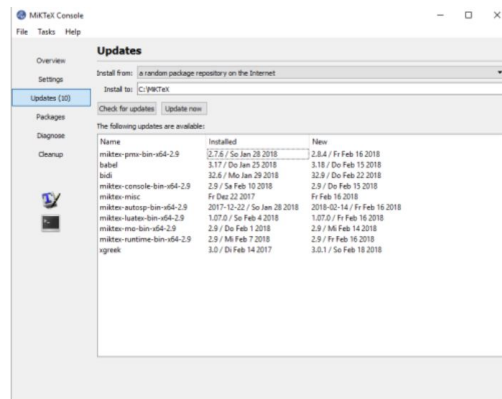 MiKTeX Console
File Tasks Help
Overview
Settings
Updates (10)
Packages
Diagnose
Cleanup
Updates
Install from: a random package repository on the Internet
Install to: C:\MiKTeX
Check for updates Update now
The following updates are available:
Name Installed New
miktex-pmx-bin-x64-2.9 2.7.6 / So Jan 28 2018 2.8.4 / Fr Feb 16 2018
babel 3.17 / Do Jan 25 2018 3.18 / Do Feb 15 2018
bidi 32.6 / Mo Jan 29 2018 32.9 / Do Feb 22 2018
miktex-console-bin-x64-2.9 2.9 / Sa Feb 10 2018 2.9 / Do Feb 15 2018
miktex-misc Fr Dez 22 2017 Fr Feb 16 2018
miktex-autosp-bin-x64-2.9 2017-12-22 / So Jan 28 2018 2018-02-14 / Fr Feb 16 2018
miktex-luatex-bin-x64-2.9 1.07.0 / So Feb 4 2018 1.07.0 / Fr Feb 16 2018
miktex-mo-bin-x64-2.9 2.9 / Do Feb 1 2018 2.9 / Mi Feb 14 2018
miktex-runtime-bin-x64-2.9 2.9 / Mi Feb 7 2018 2.9 / Fr Feb 16 2018
xgreek 3.0 / Di Feb 14 2017 3.0.1 / So Feb 18 2018